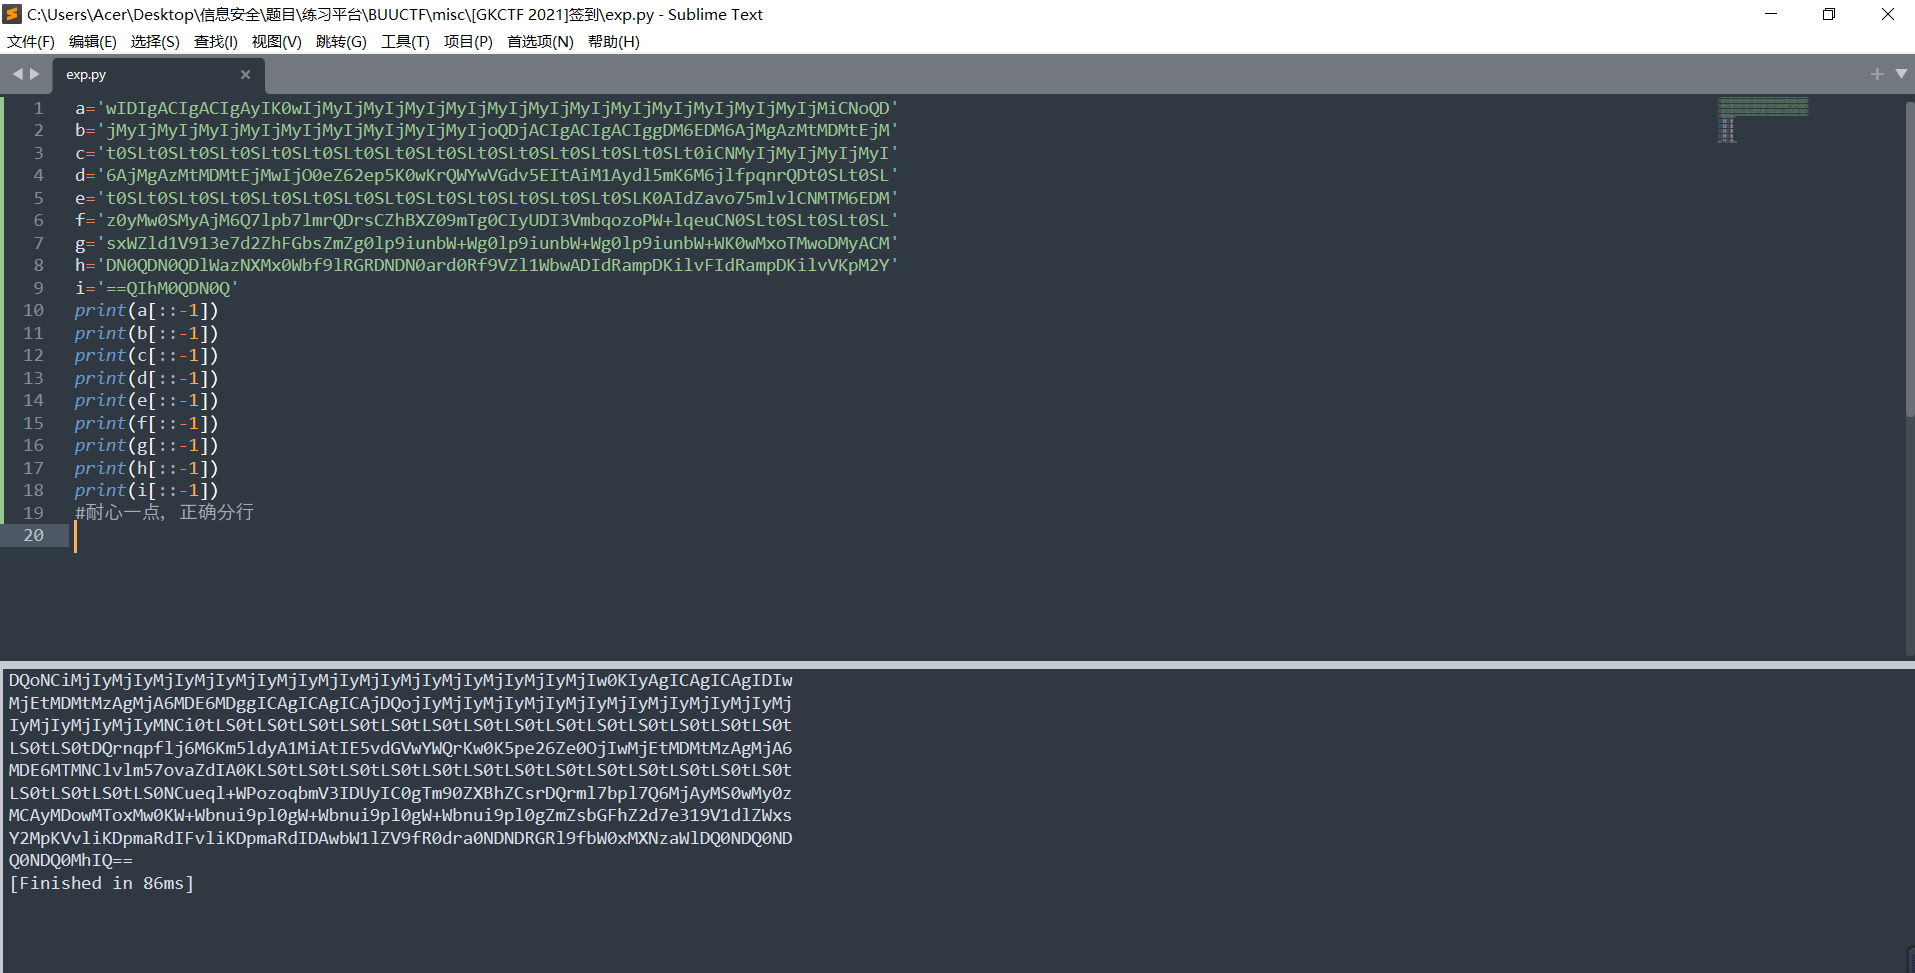 C:\Users\Acer\Desktop\信息安全\题目\练习平台\BUUCTF\misc\[GKCTF 2021]签到\exp.py - Sublime Text
文件(F) 编辑(E) 选择(S) 查找(I) 视图(V) 跳转(G) 工具(T) 项目(P) 首选项(N) 帮助(H)
exp.py
1 a='wIDIgACIgACIgAyIK0wIjMyIjMyIjMyIjMyIjMyIjMyIjMyIjMyIjMyIjMyIjMyIjMyIjMiCNoQD'
2 b='jMyIjMyIjMyIjMyIjMyIjMyIjMyIjMyIjMyIjoQDjACIgACIgACIggDM6EDM6AjMgAzMtMDMtEjM'
3 c='t0SLt0SLt0SLt0SLt0SLt0SLt0SLt0SLt0SLt0SLt0SLt0SLt0SLt0SLt0iCNMyIjMyIjMyIjMyI'
4 d='6AjMgAzMtMDMtEjMwIjO0eZ62ep5K0wKrQWYwVGdv5EItAiM1Aydl5mK6M6jlfpqnrQDt0SLt0SL'
5 e='t0SLt0SLt0SLt0SLt0SLt0SLt0SLt0SLt0SLt0SLt0SLt0SLt0SLK0AIdZavo75mlvlCNMTM6EDM'
6 f='z0yMw0SMyAjM6Q7lpb7lmrQDrsCZhBXZ09mTg0CIyUDI3VmbqozoPW+lqeuCN0SLt0SLt0SLt0SL'
7 g='sxWZld1V913e7d2ZhFGbsZmZg0lp9iunbW+Wg0lp9iunbW+Wg0lp9iunbW+WK0wMxoTMwoDMyACM'
8 h='DN0QDN0QDlWazNXMx0Wbf9lRGRDNDN0ard0Rf9VZl1WbwADIdRampDKilvFIdRampDKilvVKpM2Y'
9 i='==QIhM0QDN0Q'
10 print(a[::-1])
11 print(b[::-1])
12 print(c[::-1])
13 print(d[::-1])
14 print(e[::-1])
15 print(f[::-1])
16 print(g[::-1])
17 print(h[::-1])
18 print(i[::-1])
19 #耐心一点，正确分行
20
DQoNCiMjIyMjIyMjIyMjIyMjIyMjIyMjIyMjIyMjIyMjIyMjIyMjIyMjIw0KIyAgICAgICAgIDIw
MjEtMDMtMzAgMjA6MDE6MDggICAgICAgICAjDQojIyMjIyMjIyMjIyMjIyMjIyMjIyMjIyMjIyMj
IyMjIyMjIyMjIyMNCi0tLS0tLS0tLS0tLS0tLS0tLS0tLS0tLS0tLS0tLS0tLS0tLS0tLS0tLS0t
LS0tLS0tDQrnqpflj6M6Km5ldyA1MiAtIE5vdGVwYWQrKw0K5pe26Ze0OjIwMjEtMDMtMzAgMjA6
MDE6MTMNClvlm57ovaZdIA0KLS0tLS0tLS0tLS0tLS0tLS0tLS0tLS0tLS0tLS0tLS0tLS0tLS0t
LS0tLS0tLS0tLS0NCueql+WPozoqbmV3IDUyIC0gTm90ZXBhZCsrDQrml7bpl7Q6MjAyMS0wMy0z
MCAyMDowMToxMw0KW+Wbnui9pl0gW+Wbnui9pl0gW+Wbnui9pl0gZmZsbGFhZ2d7e319V1dlZWxs
Y2MpKVvliKDpmaRdIFvliKDpmaRdIDAwbW1lZV9fR0dra0NDNDRGRl9fbW0xMXNzaWlDQ0NDQ0ND
Q0NDQ0MhIQ==
[Finished in 86ms]